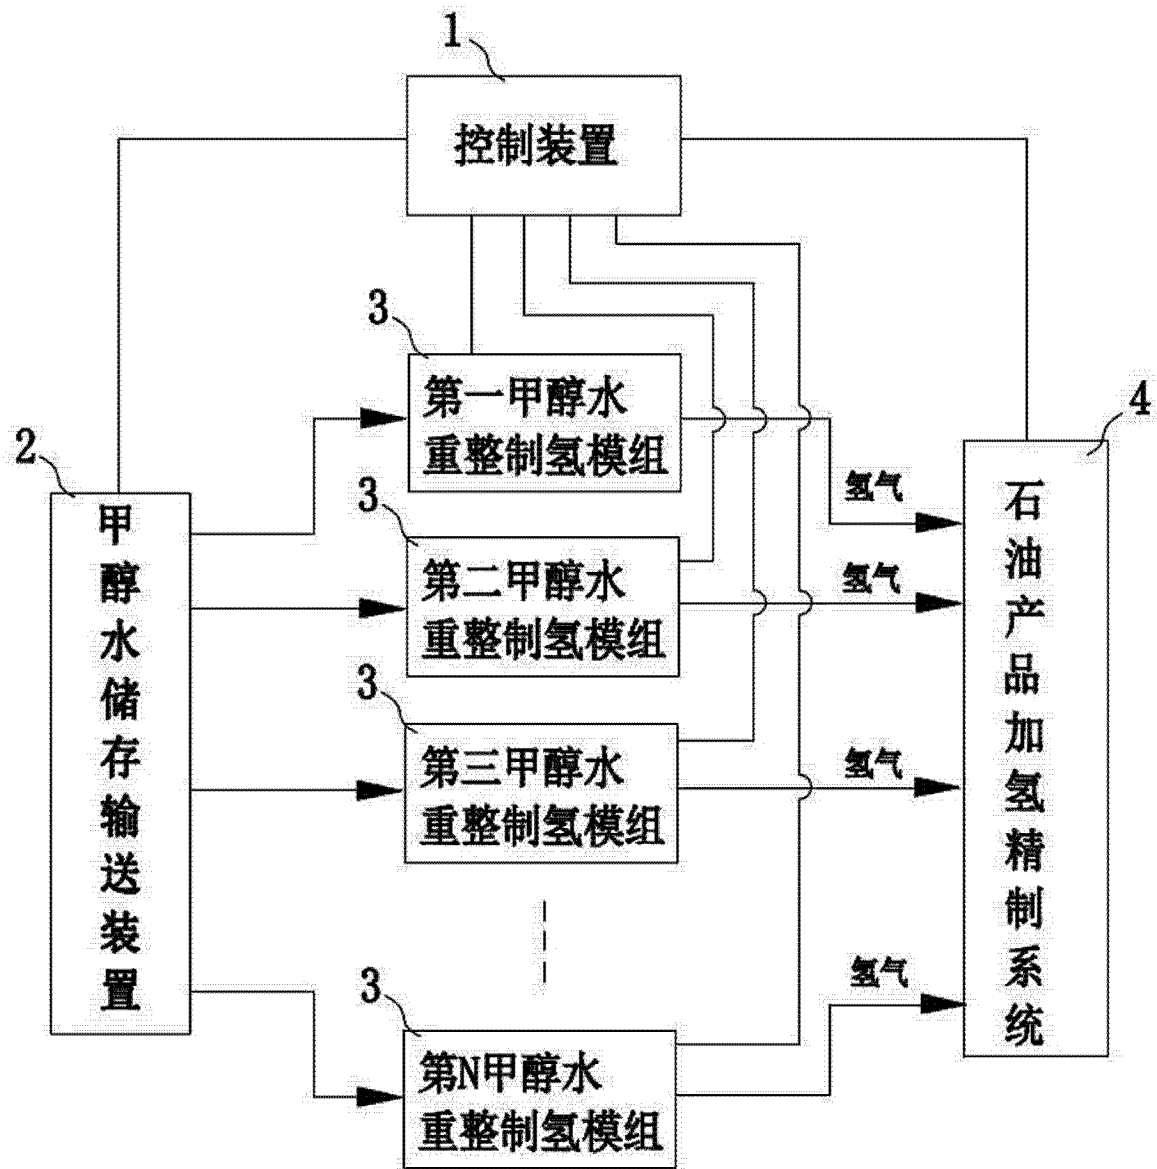 1
控制装置
3
第一甲醇水
重整制氢模组
2
甲醇水储存输送装置
3
第二甲醇水
重整制氢模组
3
第三甲醇水
重整制氢模组
3
第N甲醇水
重整制氢模组
氢气
氢气
氢气
氢气
4
石油产品加氢精制系统